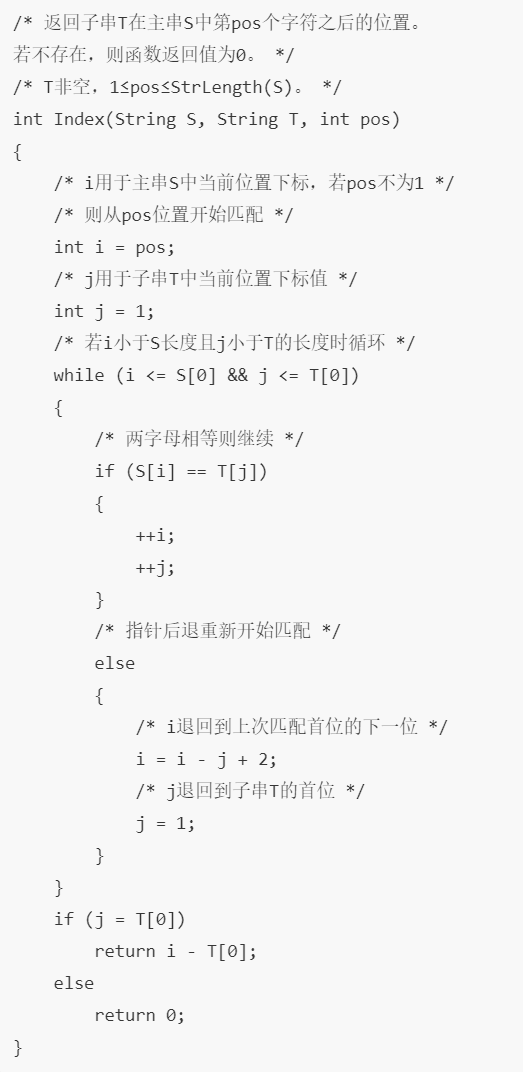 /* 返回子串T在主串S中第pos个字符之后的位置。
若不存在，则函数返回值为0。 */
/* T非空，1≤pos≤StrLength(S)。 */
int Index(String S, String T, int pos)
{
    /* i用于主串S中当前位置下标，若pos不为1 */
    /* 则从pos位置开始匹配 */
    int i = pos;
    /* j用于子串T中当前位置下标值 */
    int j = 1;
    /* 若i小于S长度且j小于T的长度时循环 */
    while (i <= S[0] && j <= T[0])
    {
        /* 两字母相等则继续 */
        if (S[i] == T[j])
        {
            ++i;
            ++j;
        }
        /* 指针后退重新开始匹配 */
        else
        {
            /* i退回到上次匹配首位的下一位 */
            i = i - j + 2;
            /* j退回到子串T的首位 */
            j = 1;
        }
    }
    if (j = T[0])
        return i - T[0];
    else
        return 0;
}